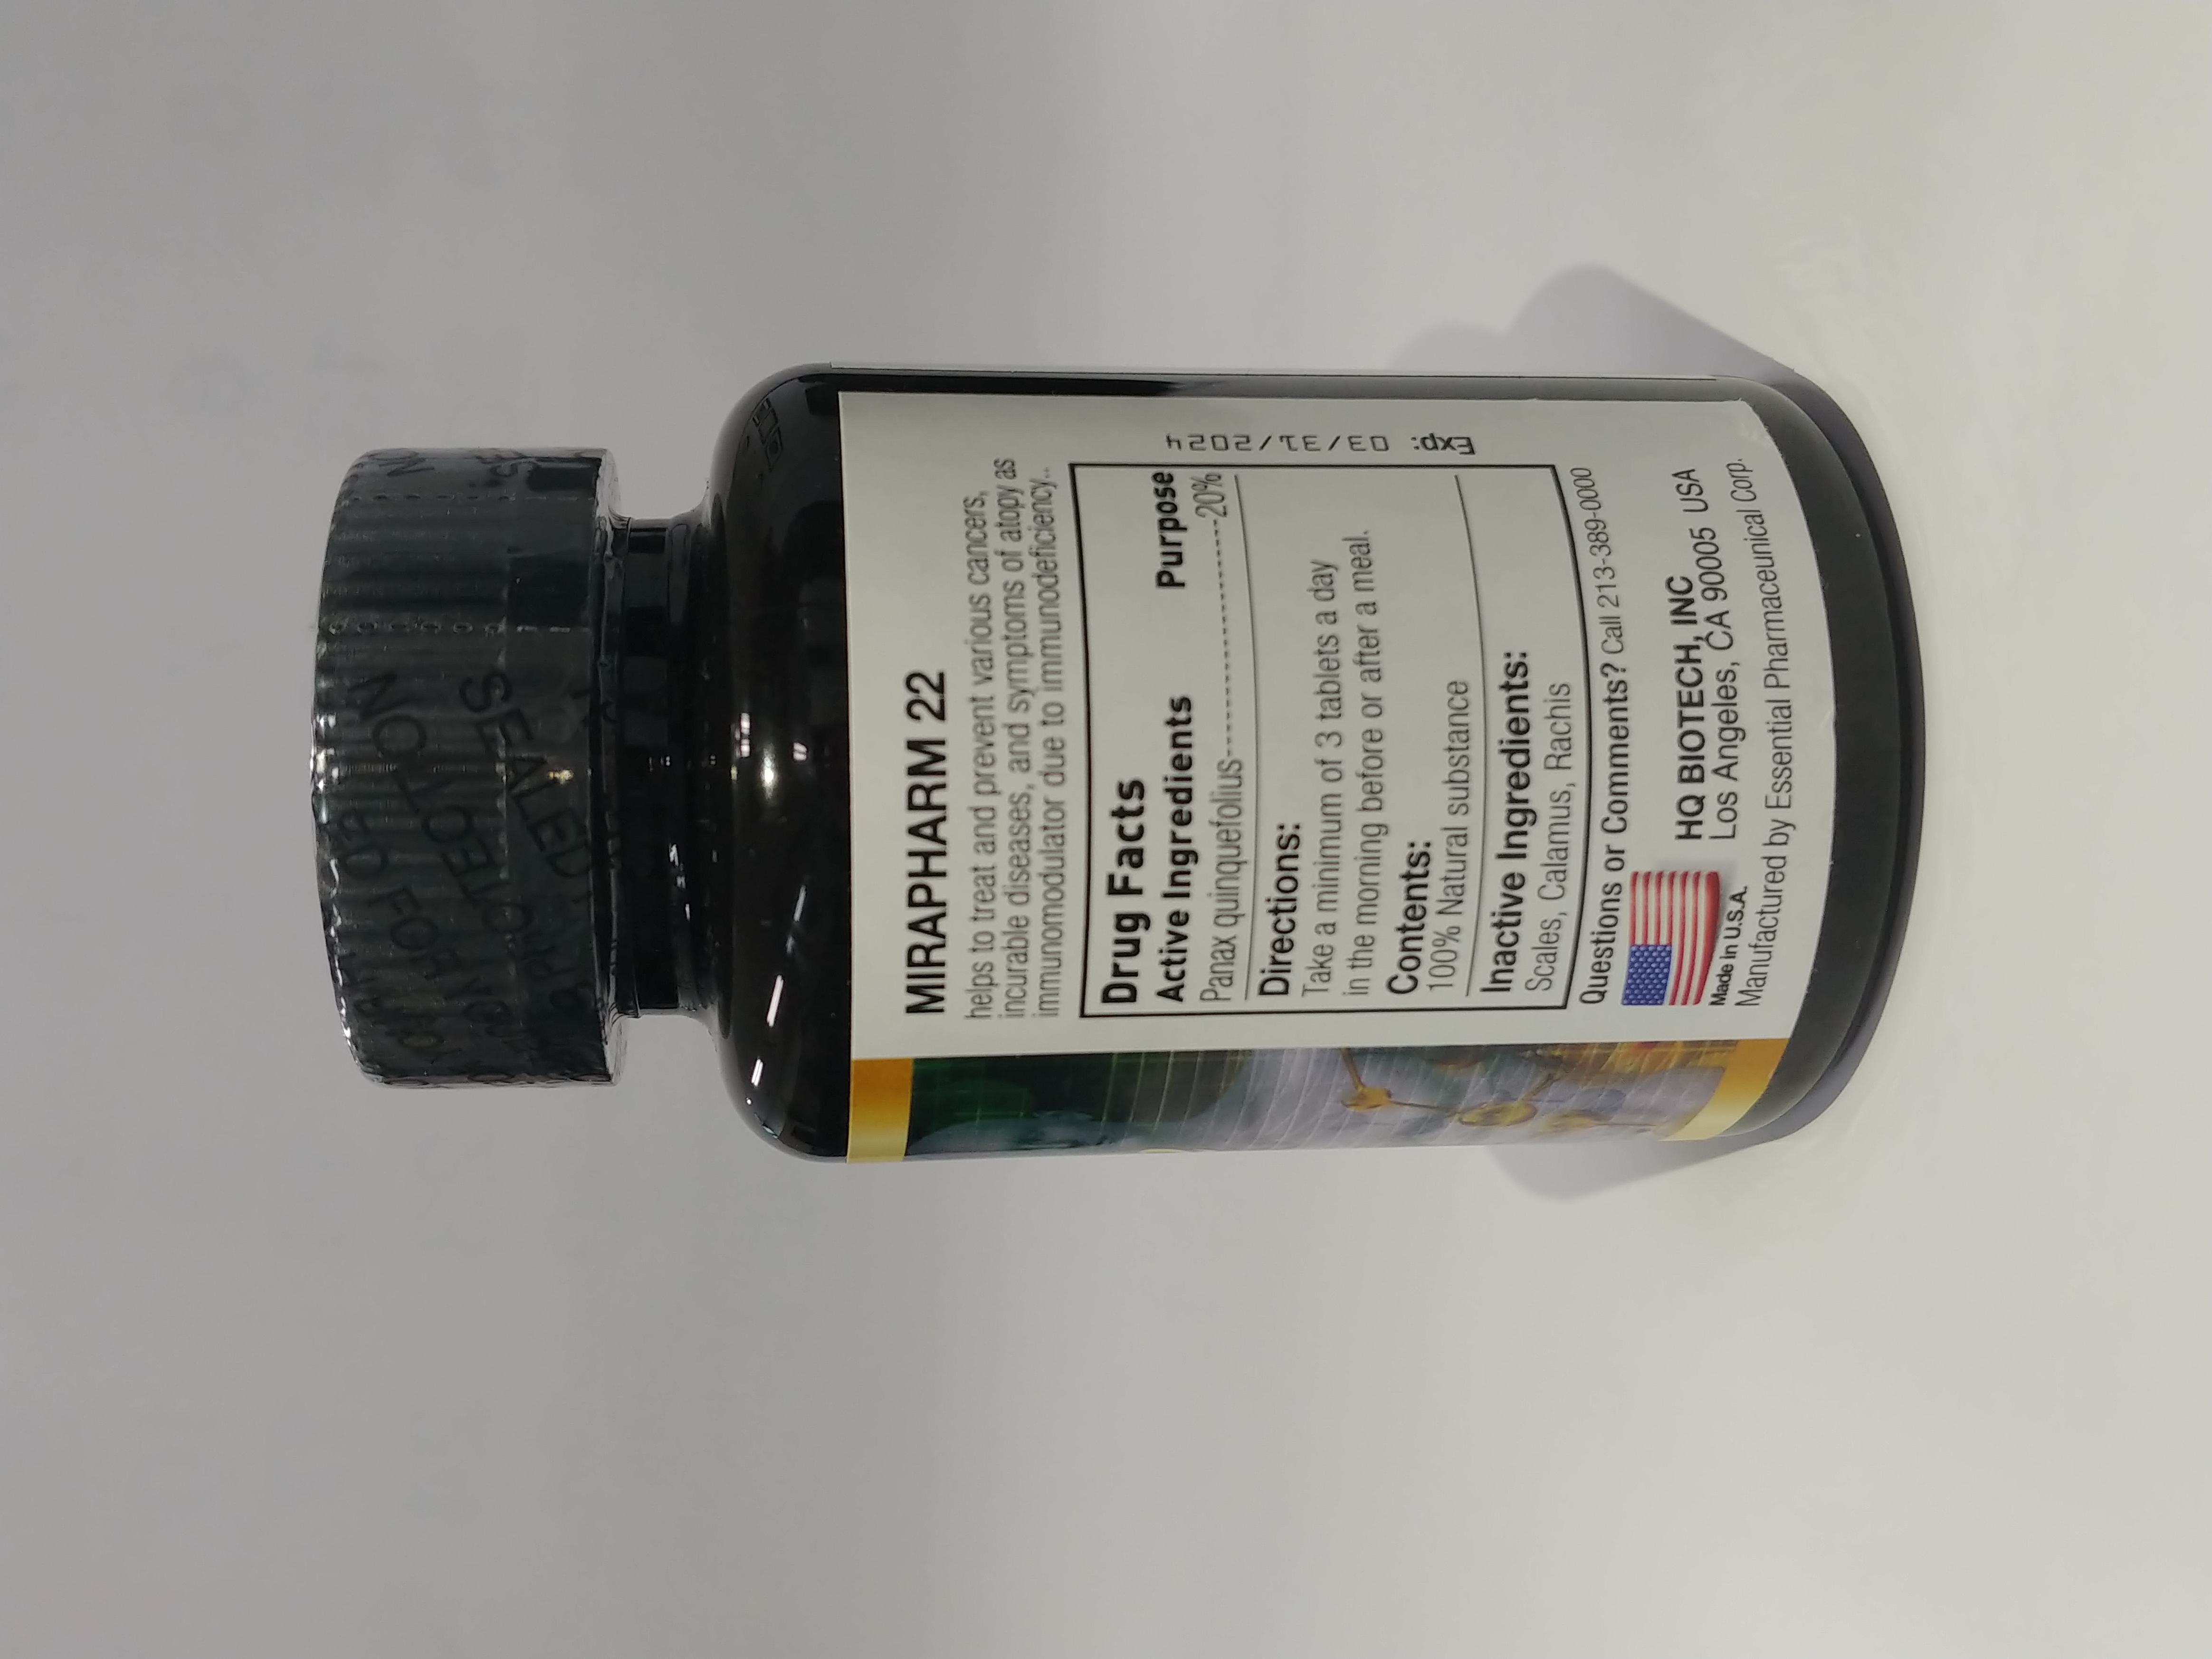 MIRAPHARM 22
helps to treat and prevent various cancers,
incurable diseases, and symptoms of atopy as
immunomodulator due to immunodeficiency..
Drug Facts
Active Ingredients Purpose
Panax quinquefolius----------------------20%
Directions:
Take a minimum of 3 tablets a day
in the morning before or after a meal.
Contents:
100% Natural substance
Inactive Ingredients:
Scales, Calamus, Rachis
Questions or Comments? Call 213-389-0000
Made in U.S.A.
HQ BIOTECH, INC
Los Angeles, CA 90005 USA
Manufactured by Essential Pharmaceunical Corp.
Exp: 03/31/2024
SEALED
PROTECTION
FOR YOUR